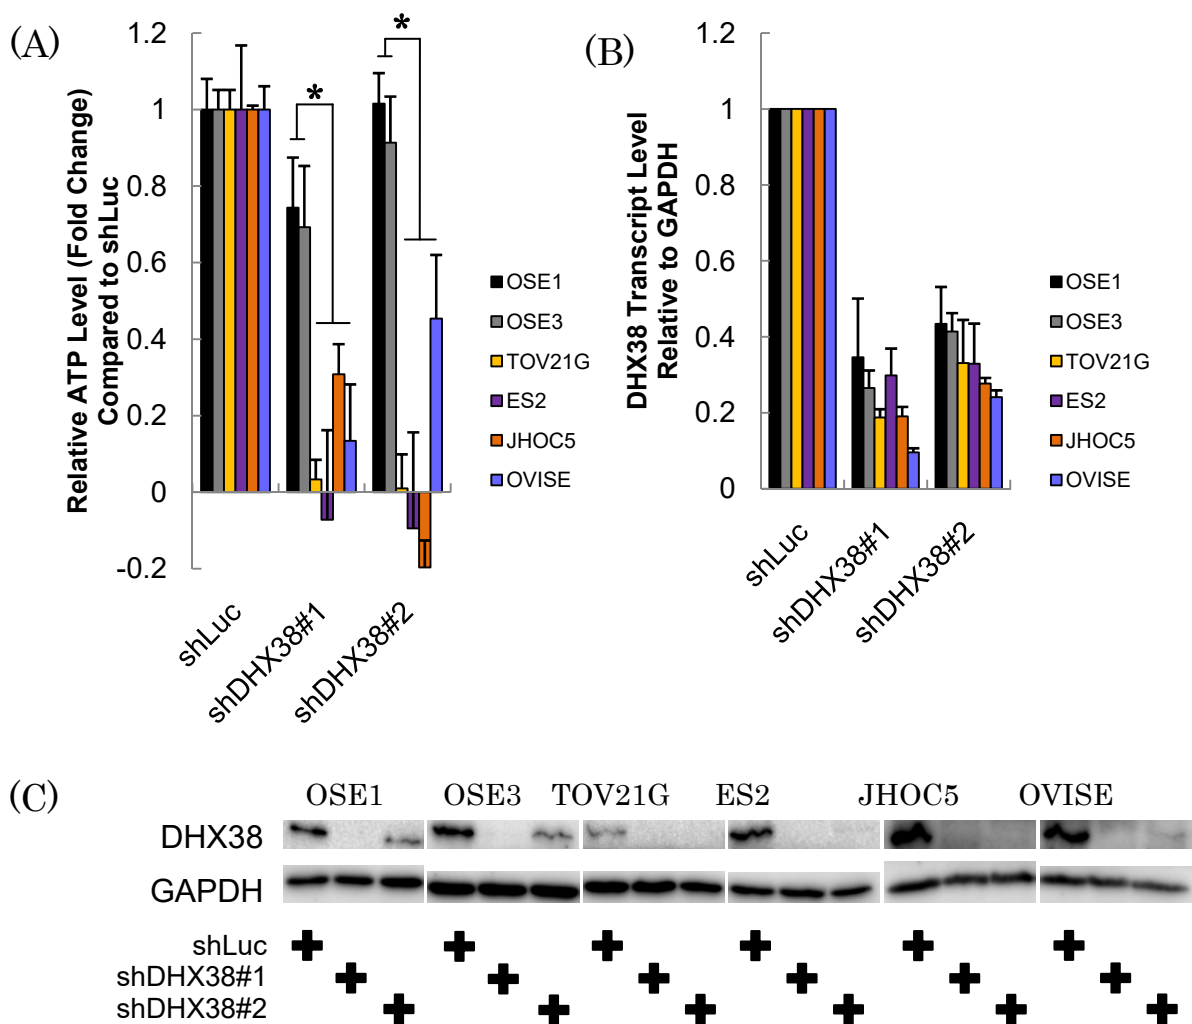 (A)
Relative ATP Level (Fold Change)
Compared to shLuc
1.2
1
0.8
0.6
0.4
0.2
0
-0.2
*
*
shLuc
shDHX38#1
shDHX38#2
OSE1
OSE3
TOV21G
ES2
JHOC5
OVISE
(B)
DHX38 Transcript Level
Relative to GAPDH
1.2
1
0.8
0.6
0.4
0.2
0
shLuc
shDHX38#1
shDHX38#2
OSE1
OSE3
TOV21G
ES2
JHOC5
OVISE
(C)
OSE1 OSE3 TOV21G ES2 JHOC5 OVISE
DHX38
GAPDH
shLuc + + + + + +
shDHX38#1 + + + + + +
shDHX38#2 + + + + + +